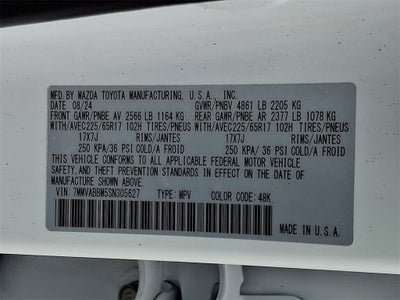 MFD. BY MAZDA TOYOTA MANUFACTURING, U.S.A., INC.
DATE: 08/24 GVWR/PNBV 4861 LB 2205 KG
FRONT GAWR/PNBE AV 2566 LB 1164 KG REAR GAWR/PNBE AR 2377 LB 1078 KG
WITH/AVEC225/65R17 102H TIRES/PNEUS WITH/AVEC225/65R17 102H TIRES/PNEUS
17X7J RIMS/JANTES 17X7J RIMS/JANTES
250 KPA/36 PSI COLD/A FROID 250 KPA/36 PSI COLD/A FROID
THIS VEHICLE CONFORMS TO ALL APPLICABLE FEDERAL MOTOR VEHICLE
SAFETY AND THEFT PREVENTION STANDARDS IN EFFECT ON THE DATE OF
MANUFACTURE SHOWN ABOVE.
VIN: 7MMVABBM5SN305627 TYPE: MPV COLOR: 48K
MADE IN U.S.A.